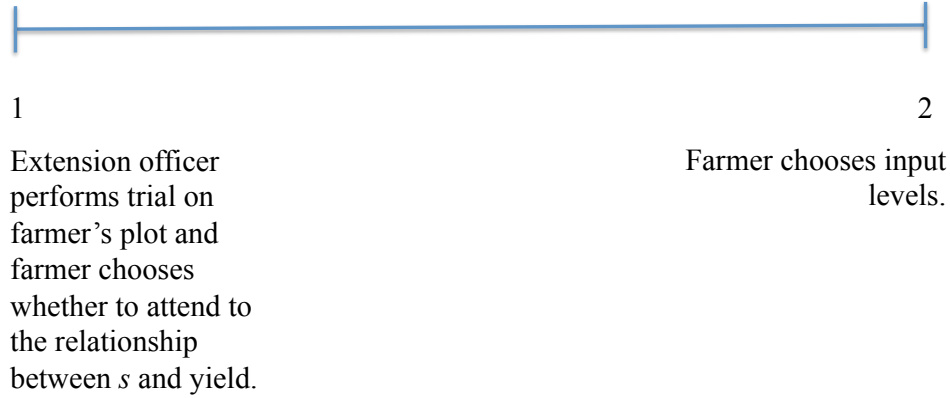 1
2
Extension officer
performs trial on
farmer’s plot and
farmer chooses
whether to attend to
the relationship
between s and yield.
Farmer chooses input
levels.